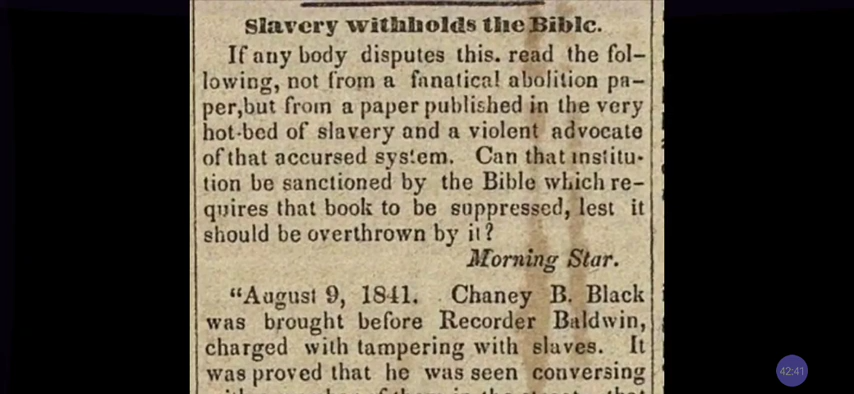 Slavery withholds the Bible.
If any body disputes this. read the fol-
lowing, not from a fanatical abolition pa-
per,but from a paper published in the very
hot-bed of slavery and a violent advocate
of that accursed system. Can that institu-
tion be sanctioned by the Bible which re-
quires that book to be suppressed, lest it
should be overthrown by it?
Morning Star.
"August 9, 1841. Chaney B. Black
was brought before Recorder Baldwin,
charged with tampering with slaves. It
was proved that he was seen conversing
42:41